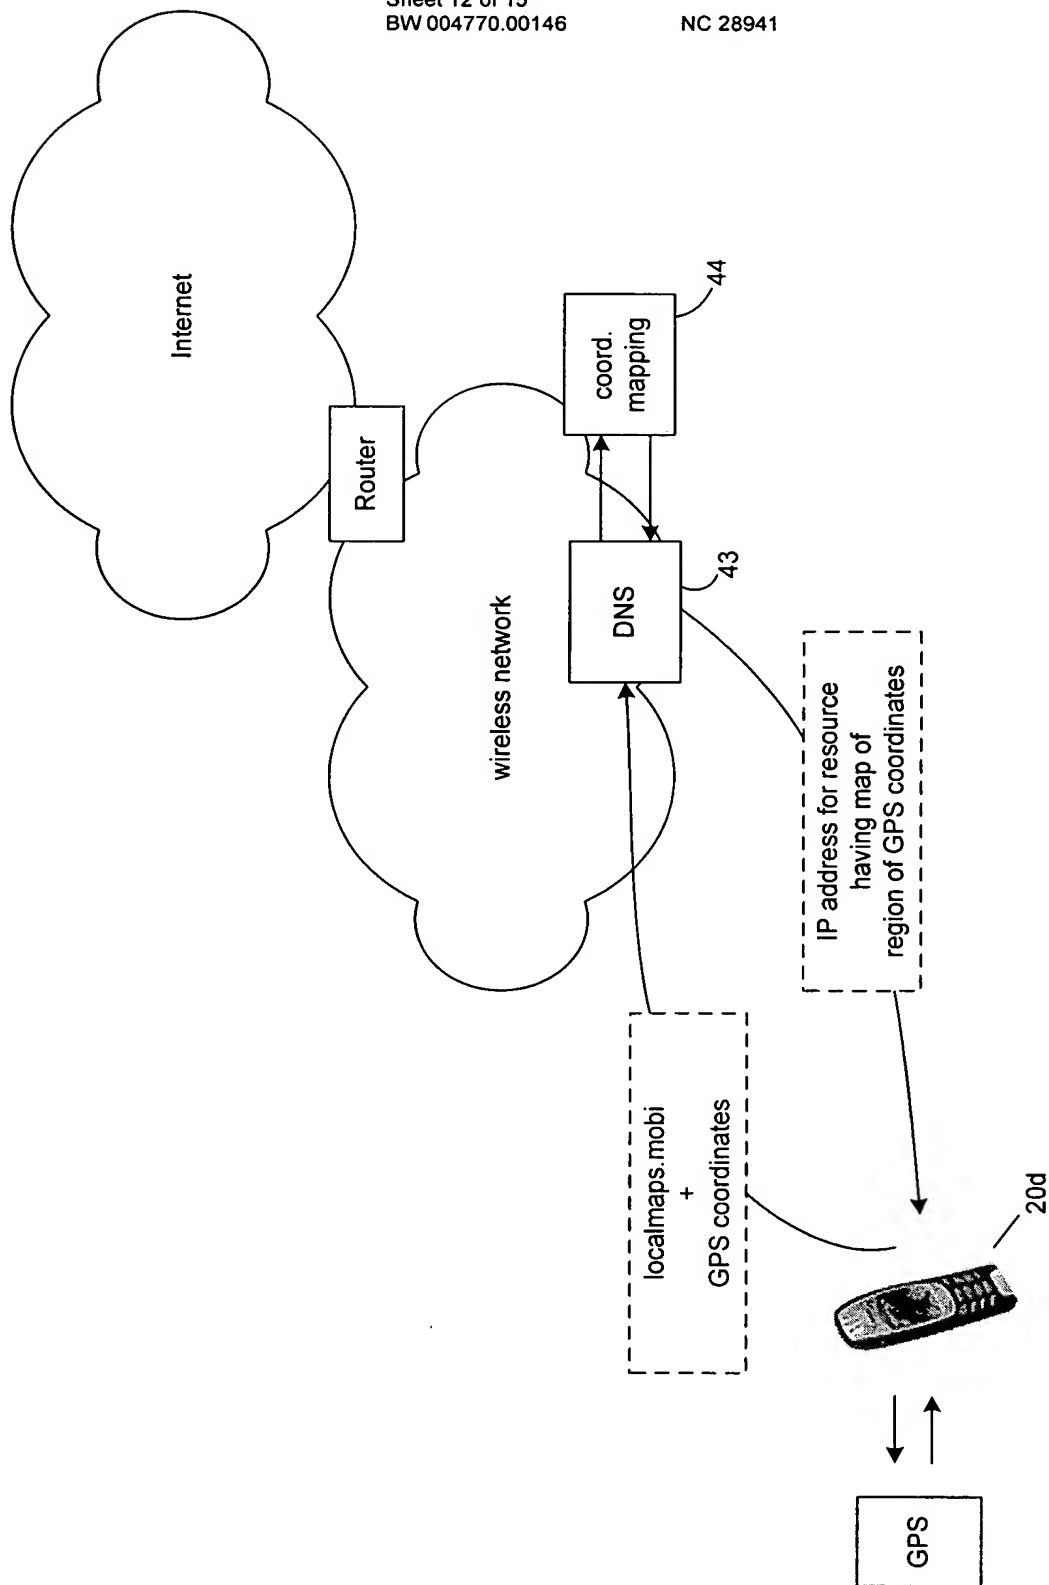 Sheet 12 of 15
BW 004770.00146 NC 28941
Internet
Router
coord.
mapping
44
wireless network
DNS
43
IP address for resource
having map of
region of GPS coordinates
localmaps.mobi
+
GPS coordinates
20d
GPS